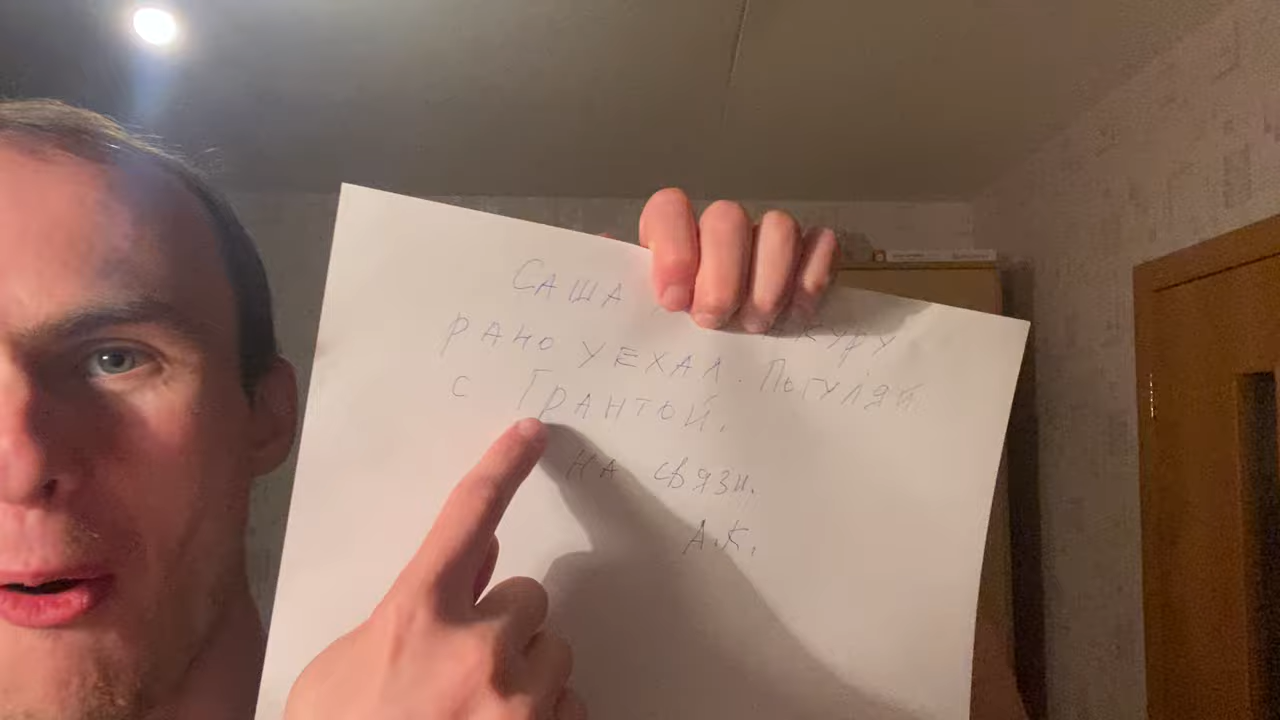 Саша
рано уехал. Погуляй
с Грантой.
на связи.
А.К.